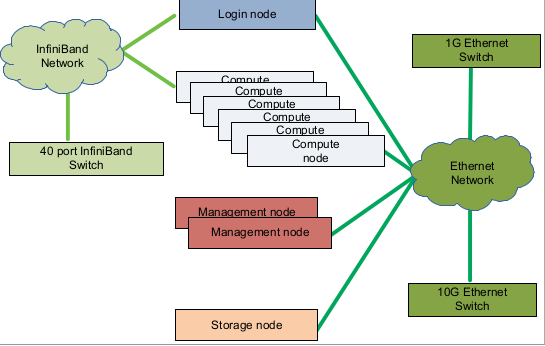 Login node
InfiniBand
Network
1G Ethernet
Switch
Compute
Compute
Compute
Compute
Compute
Compute
node
40 port InfiniBand
Switch
Ethernet
Network
Management node
Management node
10G Ethernet
Switch
Storage node